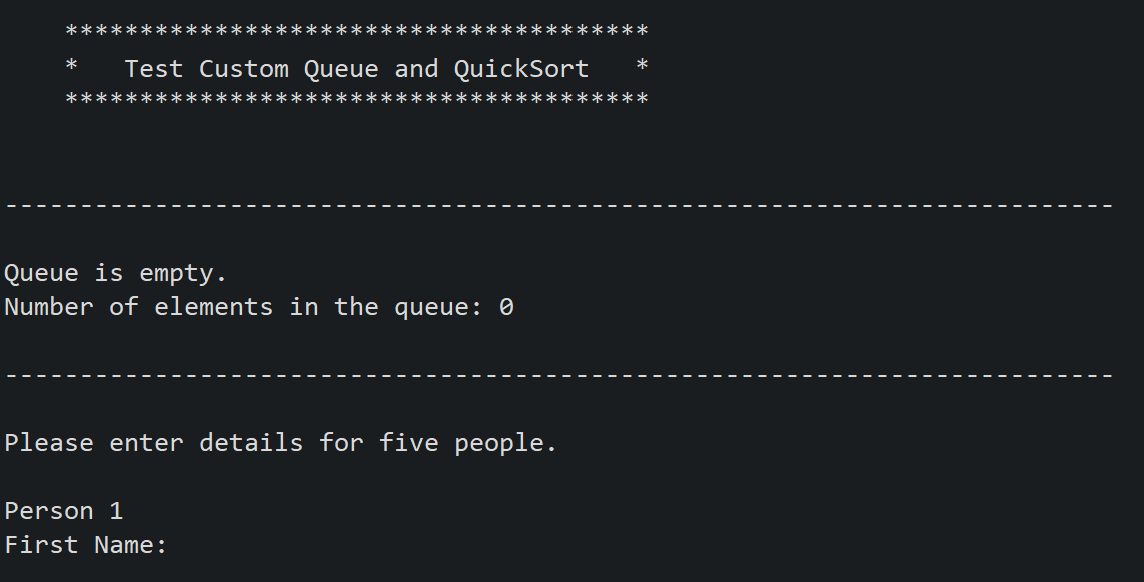 ***************************************
*   Test Custom Queue and QuickSort   *
***************************************
--------------------------------------------------------------------------
Queue is empty.
Number of elements in the queue: 0
--------------------------------------------------------------------------
Please enter details for five people.
Person 1
First Name: